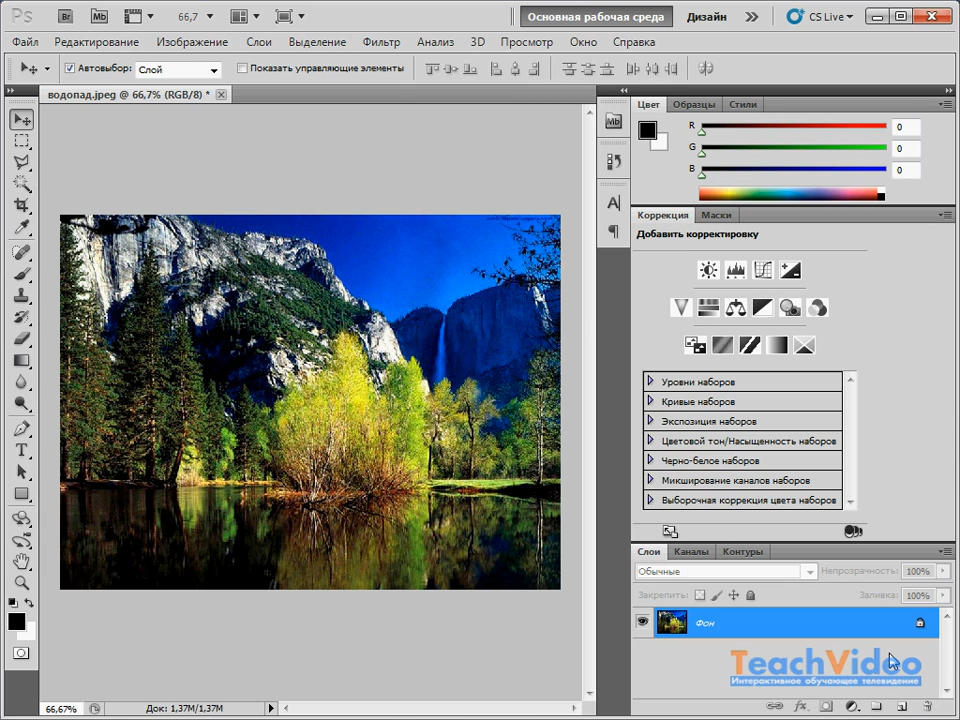 Ps Br Mb 66,7 Основная рабочая среда Дизайн CS Live
Файл Редактирование Изображение Слои Выделение Фильтр Анализ 3D Просмотр Окно Справка
Автовыбор: Слой Показать управляющие элементы
водопад.jpeg @ 66,7% (RGB/8) *
Mb
Цвет Образцы Стили
R 0
G 0
B 0
Коррекция Маски
Добавить корректировку
Уровни наборов
Кривые наборов
Экспозиция наборов
Цветовой тон/Насыщенность наборов
Черно-белое наборов
Микширование каналов наборов
Выборочная коррекция цвета наборов
Слои Каналы Контуры
Обычные Непрозрачность: 100%
Закрепить: Заливка: 100%
Фон
TeachVideo
Интерактивное обучающее телевидение
66,67% Док: 1,37M/1,37M